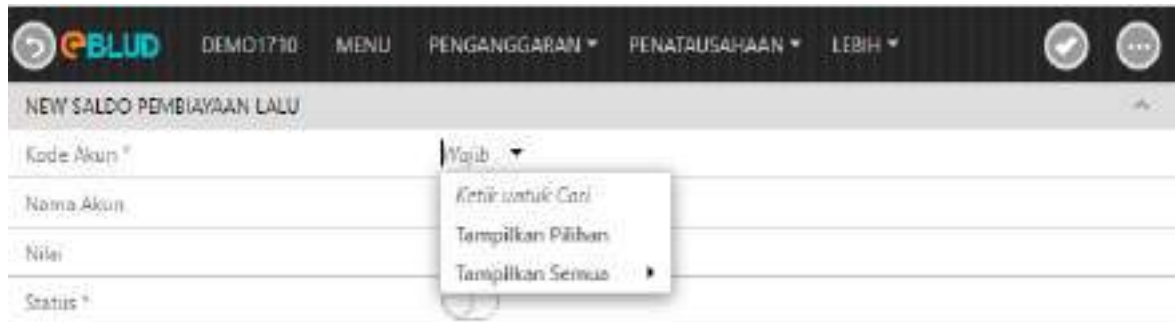 eBLUD DEMO1710 MENU PENGANGGARAN PENATAUSAHAAN LEBIH
NEW SALDO PEMBIAYAAN LALU
Kode Akun * Wajib
Ketik untuk Cari
Nama Akun
Tampilkan Pilihan
Nilai
Tampilkan Semua
Status *